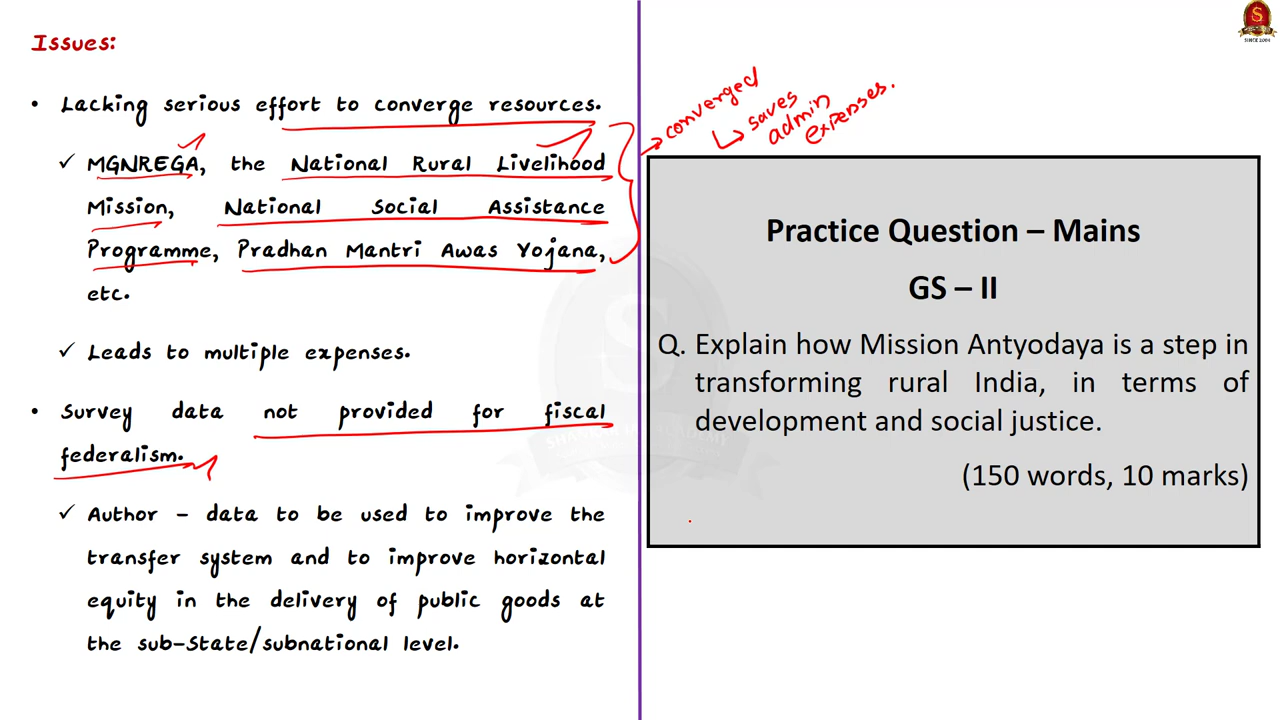 Issues:
• Lacking serious effort to converge resources.
✓ MGNREGA, the National Rural Livelihood
Mission, National Social Assistance
Programme, Pradhan Mantri Awas Yojana,
etc.
✓ Leads to multiple expenses.
• Survey data not provided for fiscal
federalism.
✓ Author – data to be used to improve the
transfer system and to improve horizontal
equity in the delivery of public goods at
the sub-State/subnational level.
→ converged
↳ saves
admin
expenses.
S
SINCE 2004
Practice Question – Mains
GS – II
Q. Explain how Mission Antyodaya is a step in
transforming rural India, in terms of
development and social justice.
(150 words, 10 marks)